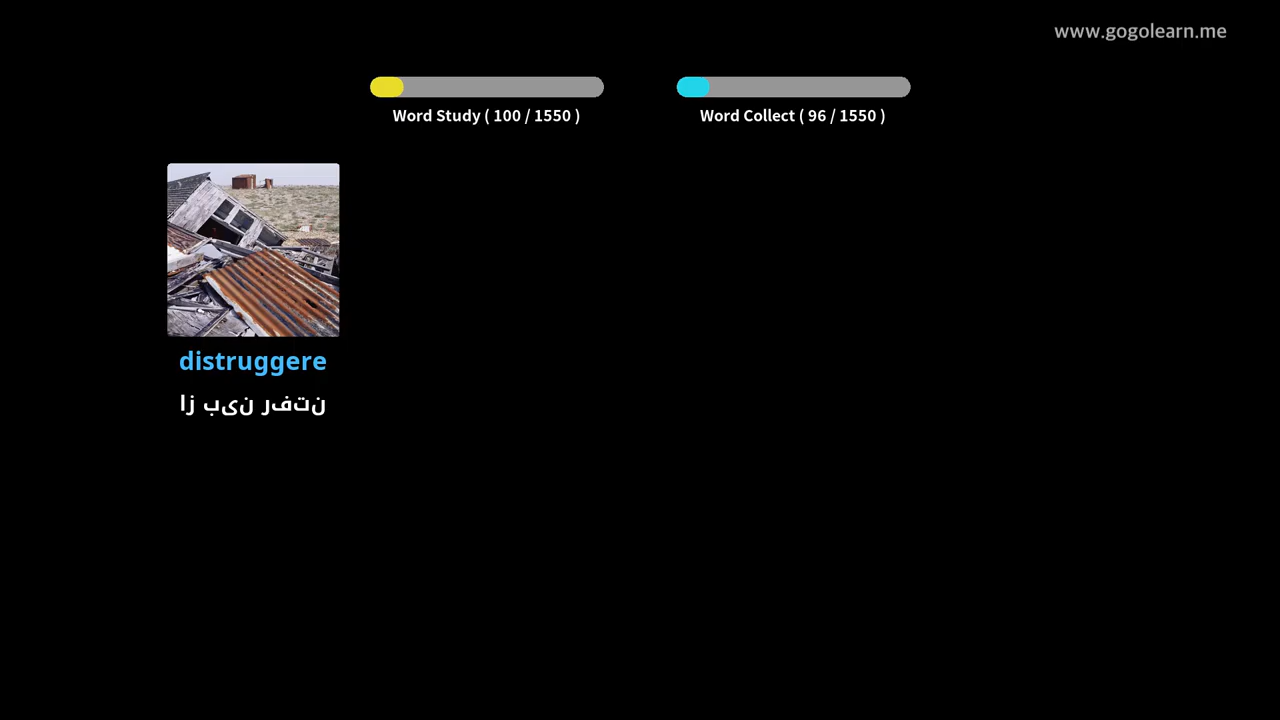 www.gogolearn.me
Word Study ( 100 / 1550 )
Word Collect ( 96 / 1550 )
distruggere
از بین رفتن